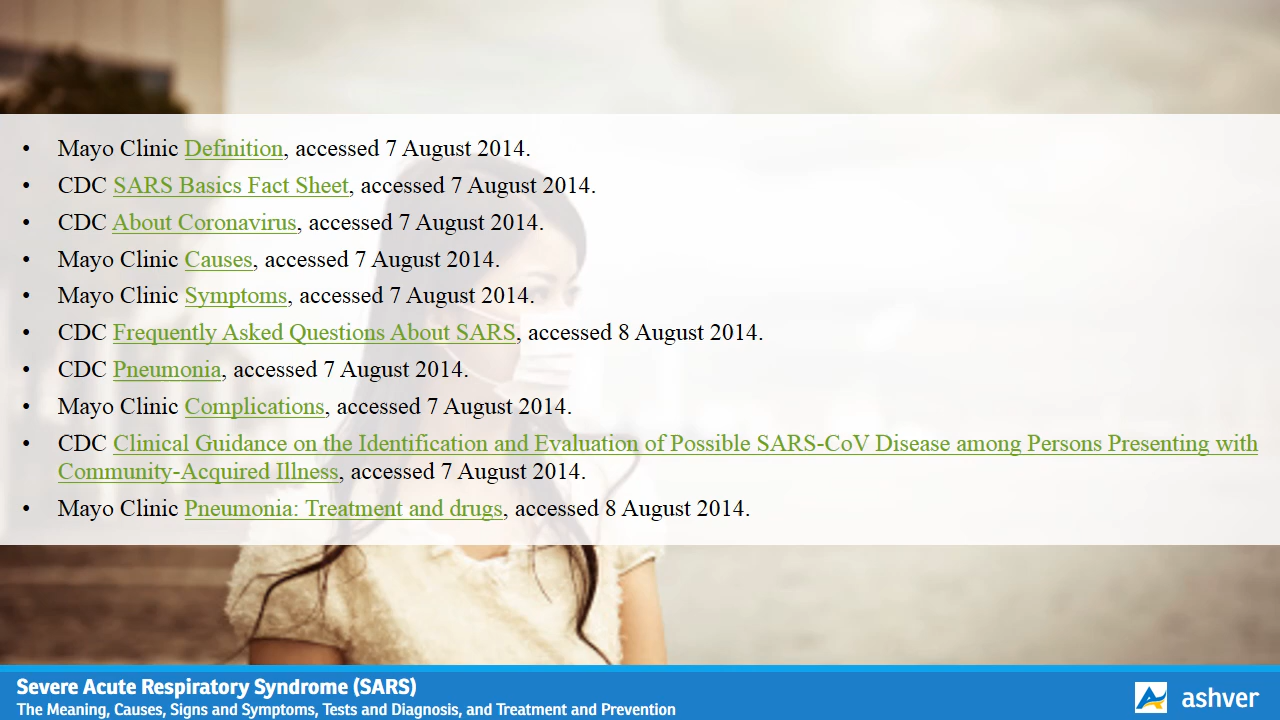 • Mayo Clinic Definition, accessed 7 August 2014.
• CDC SARS Basics Fact Sheet, accessed 7 August 2014.
• CDC About Coronavirus, accessed 7 August 2014.
• Mayo Clinic Causes, accessed 7 August 2014.
• Mayo Clinic Symptoms, accessed 7 August 2014.
• CDC Frequently Asked Questions About SARS, accessed 8 August 2014.
• CDC Pneumonia, accessed 7 August 2014.
• Mayo Clinic Complications, accessed 7 August 2014.
• CDC Clinical Guidance on the Identification and Evaluation of Possible SARS-CoV Disease among Persons Presenting with
Community-Acquired Illness, accessed 7 August 2014.
• Mayo Clinic Pneumonia: Treatment and drugs, accessed 8 August 2014.
Severe Acute Respiratory Syndrome (SARS)
The Meaning, Causes, Signs and Symptoms, Tests and Diagnosis, and Treatment and Prevention
ashver